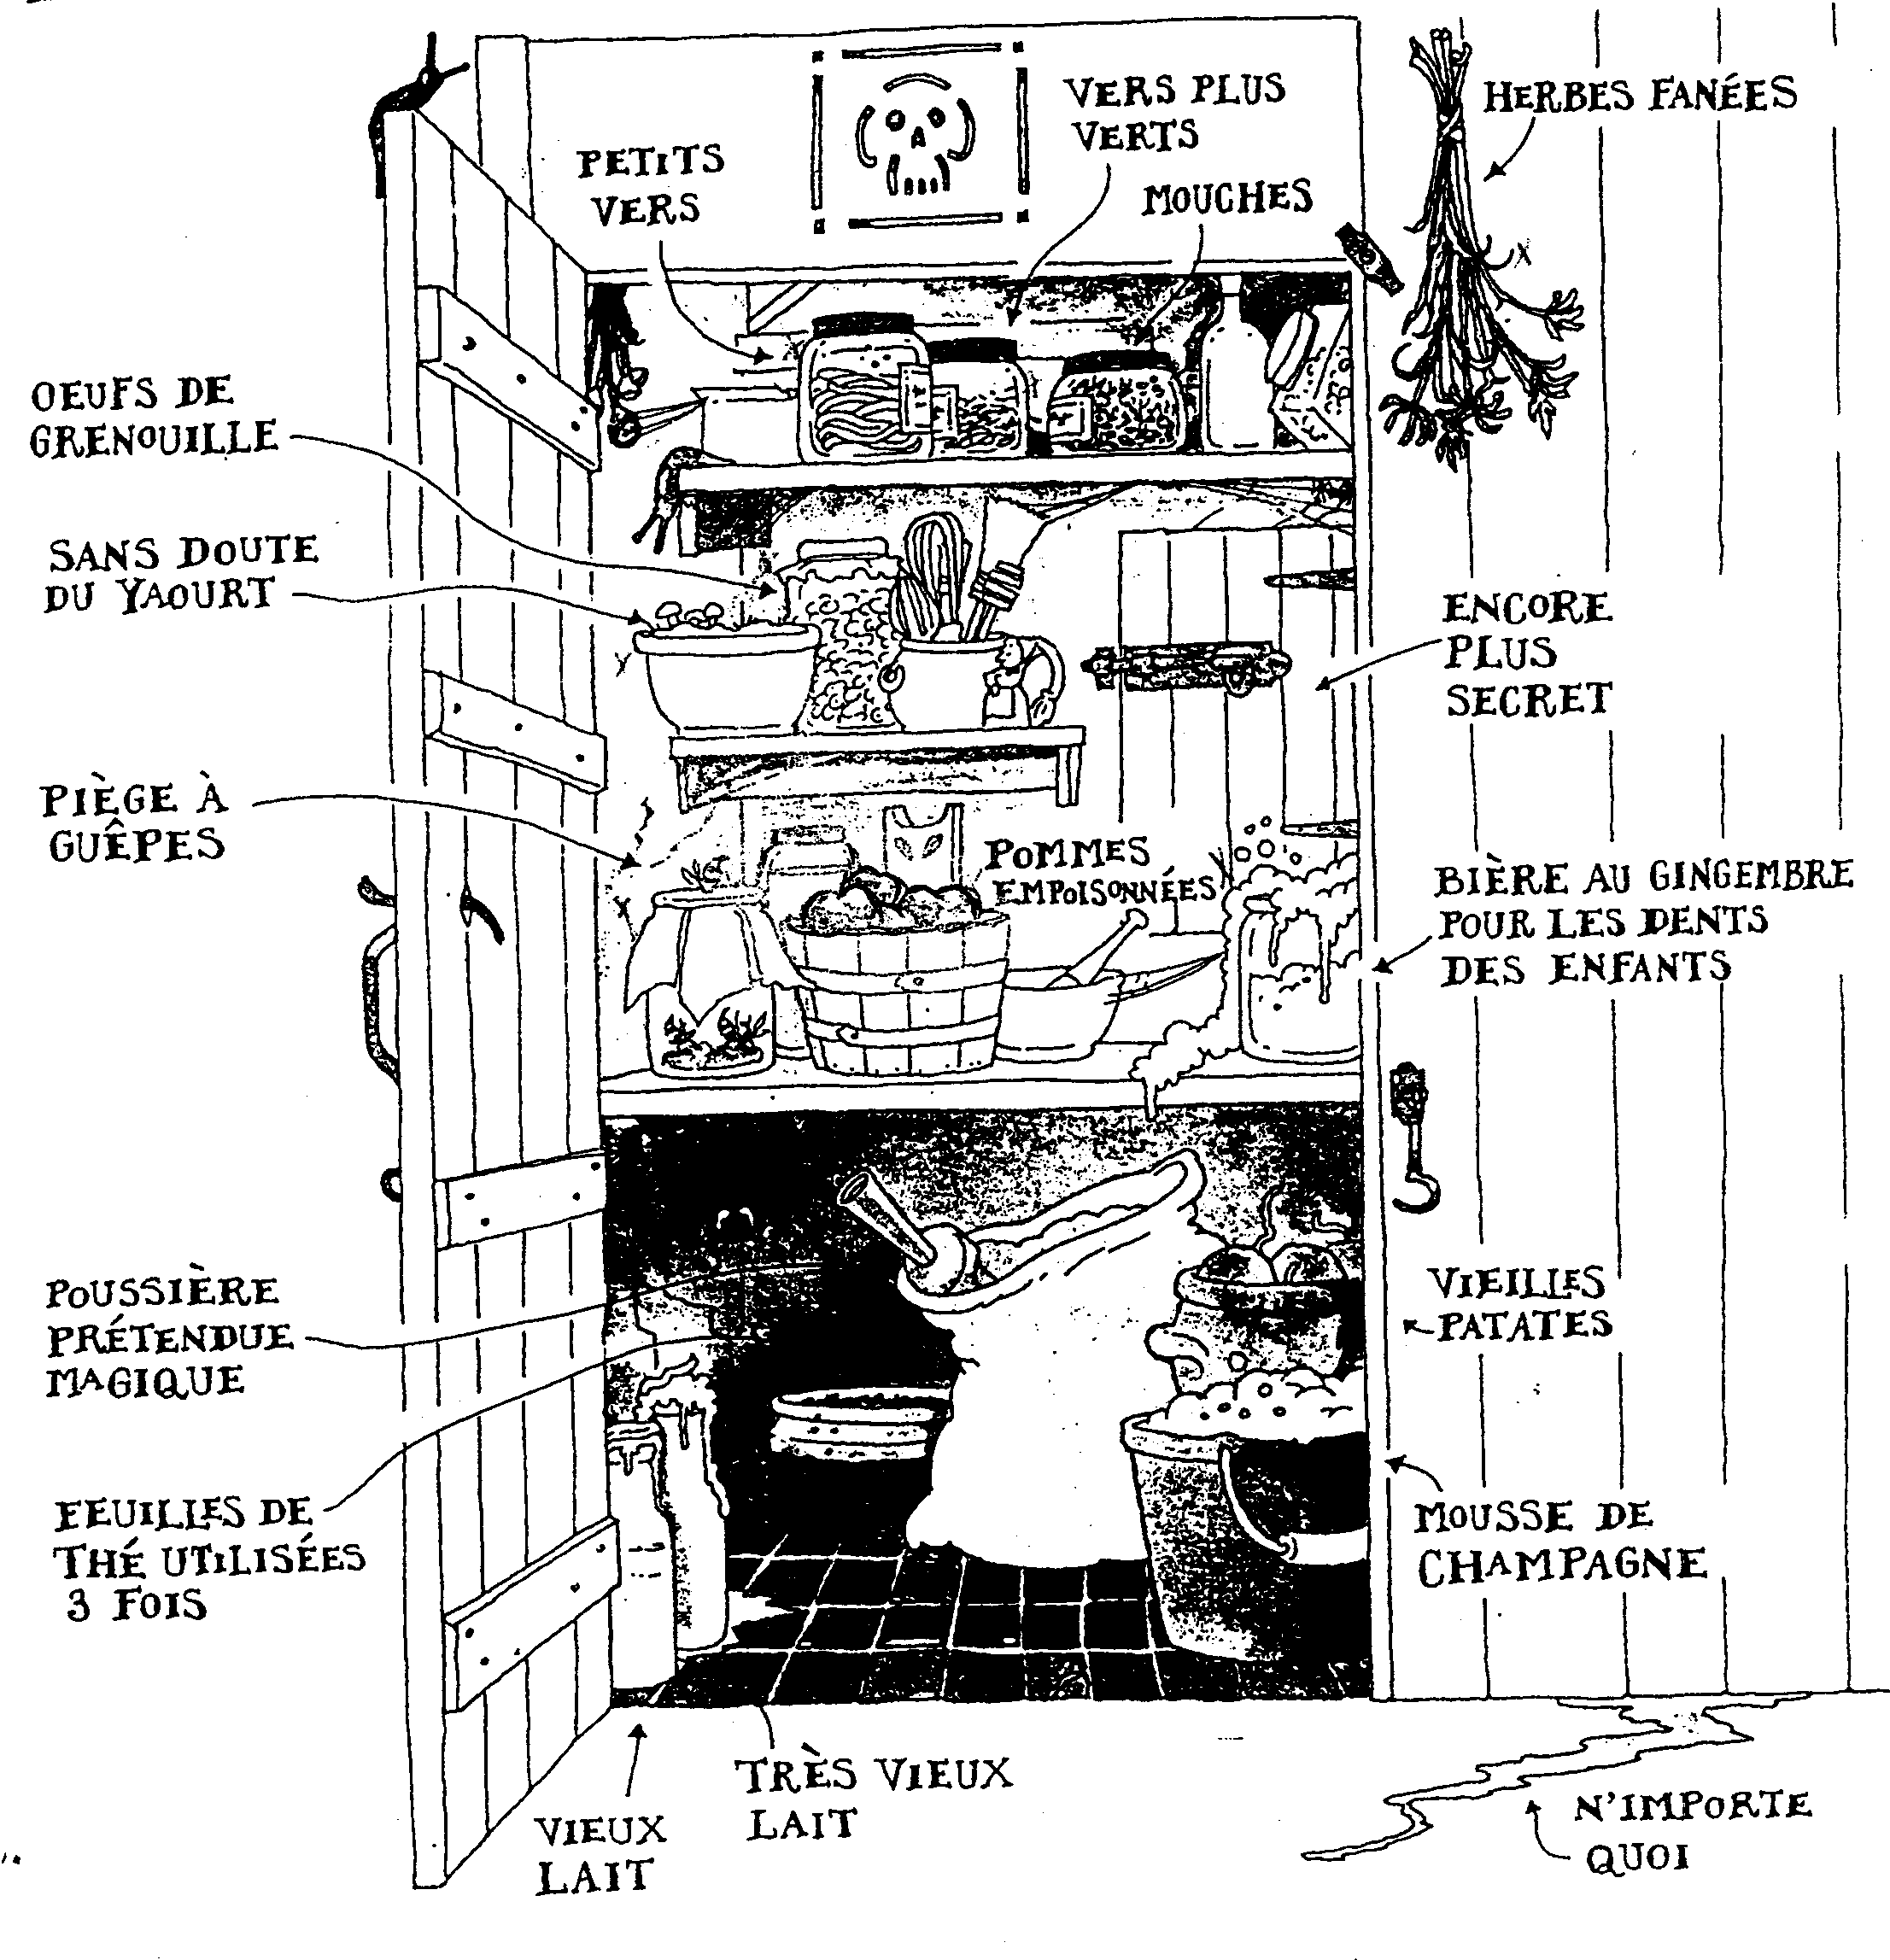 PETITS
VERS
VERS PLUS
VERTS
MOUCHES
HERBES FANÉES
OEUFS DE
GRENOUILLE
SANS DOUTE
DU YAOURT
ENCORE
PLUS
SECRET
PIÈGE À
GUÊPES
POMMES
EMPOISONNÉES
BIÈRE AU GINGEMBRE
POUR LES DENTS
DES ENFANTS
POUSSIÈRE
PRÉTENDUE
MAGIQUE
VIEILLES
PATATES
FEUILLES DE
THÉ UTILISÉES
3 FOIS
MOUSSE DE
CHAMPAGNE
VIEUX
LAIT
TRÈS VIEUX
LAIT
N'IMPORTE
QUOI